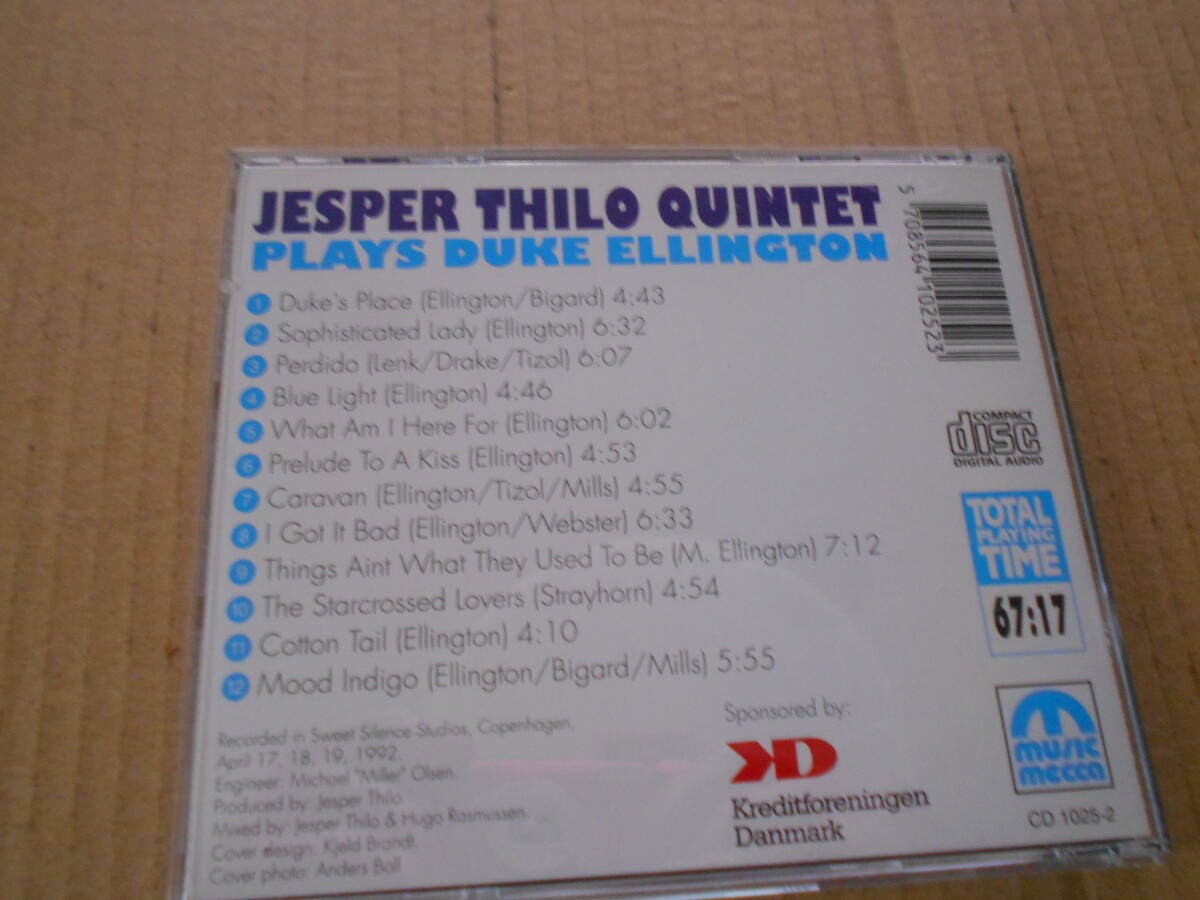 JESPER THILO QUINTET
PLAYS DUKE ELLINGTON
1 Duke's Place (Ellington/Bigard) 4:43
2 Sophisticated Lady (Ellington) 6:32
3 Perdido (Lenk/Drake/Tizol) 6:07
4 Blue Light (Ellington) 4:46
5 What Am I Here For (Ellington) 6:02
6 Prelude To A Kiss (Ellington) 4:53
7 Caravan (Ellington/Tizol/Mills) 4:55
8 I Got It Bad (Ellington/Webster) 6:33
9 Things Aint What They Used To Be (M. Ellington) 7:12
10 The Starcrossed Lovers (Strayhorn) 4:54
11 Cotton Tail (Ellington) 4:10
12 Mood Indigo (Ellington/Bigard/Mills) 5:55
Recorded in Sweet Silence Studios, Copenhagen.
April 17, 18, 19, 1992.
Engineer: Michael "Miller" Olsen.
Produced by: Jesper Thilo.
Mixed by: Jesper Thilo & Hugo Rasmussen.
Cover design: Kjeld Brandt.
Cover photo: Anders Boll
Sponsored by:
KD
Kreditforeningen
Danmark
5 708564 102523
COMPACT
disc
DIGITAL AUDIO
TOTAL
PLAYING
TIME
67:17
music
mecca
CD 1025-2